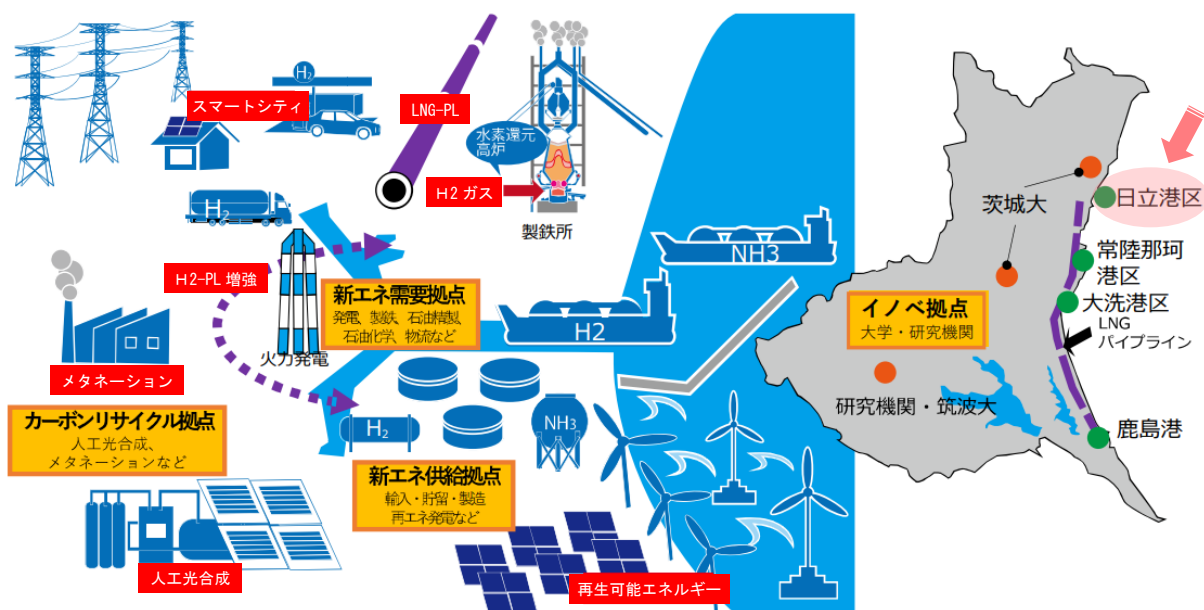 スマートシティ
H2
LNG-PL
水素還元
高炉
H2 ガス
製鉄所
H2
H2-PL 増強
火力発電
新エネ需要拠点
発電、製鉄、石油精製、
石油化学、物流など
NH3
H2
メタネーション
カーボンリサイクル拠点
人工光合成、
メタネーションなど
H2
NH3
新エネ供給拠点
輸入・貯留・製造
再エネ発電など
人工光合成
再生可能エネルギー
茨城大
日立港区
常陸那珂
港区
大洗港区
LNG
パイプライン
イノベ拠点
大学・研究機関
研究機関・筑波大
鹿島港